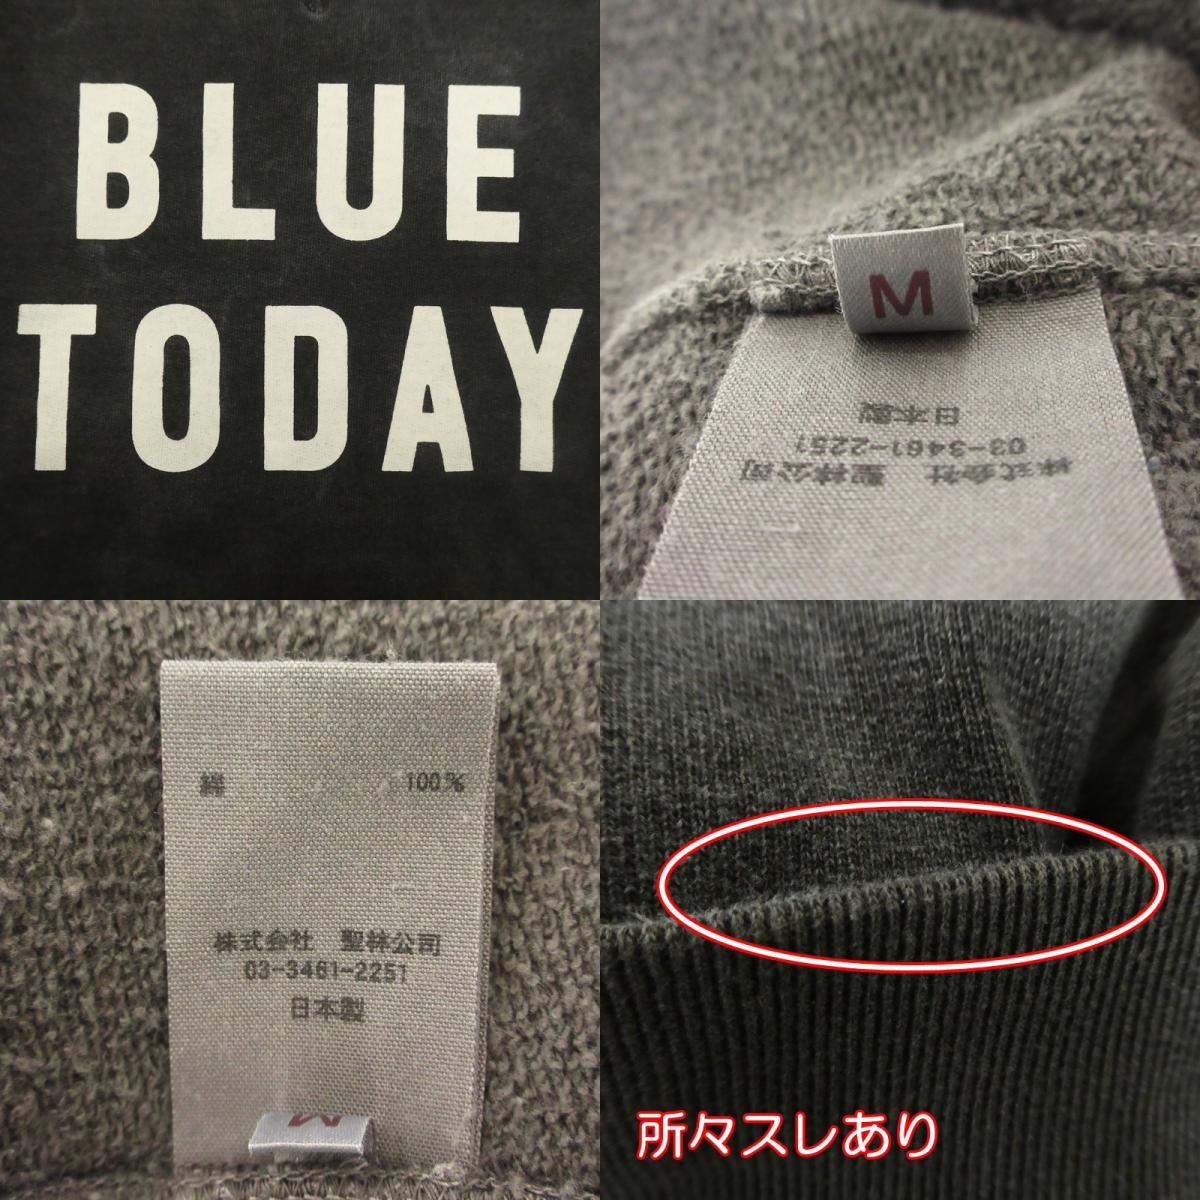 BLUE
TODAY
M
日本製
03-3461-2251
株式会社 聖林公司
綿 100%
株式会社 聖林公司
03-3461-2251
日本製
M
所々スレあり